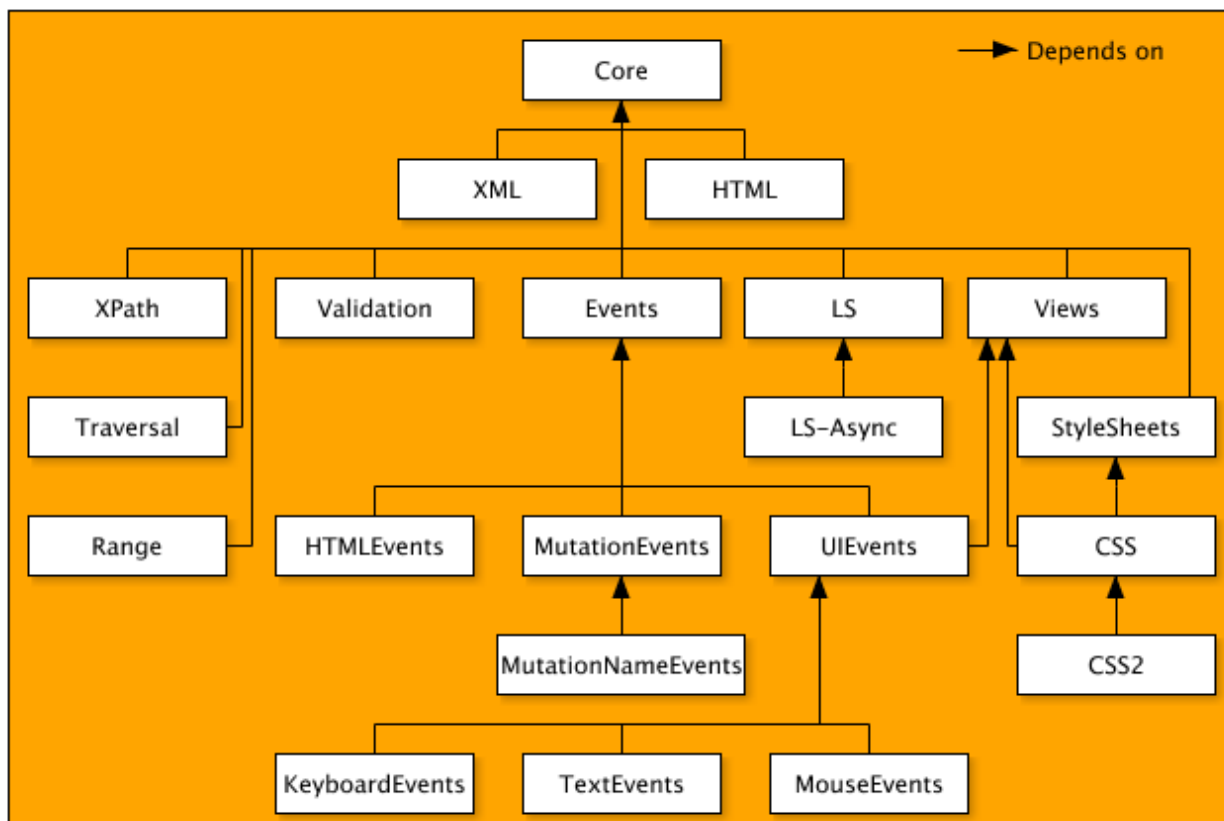 Core
Depends on
XML
HTML
XPath
Validation
Events
LS
Views
Traversal
LS-Async
StyleSheets
Range
HTMLEvents
MutationEvents
UIEvents
CSS
MutationNameEvents
CSS2
KeyboardEvents
TextEvents
MouseEvents